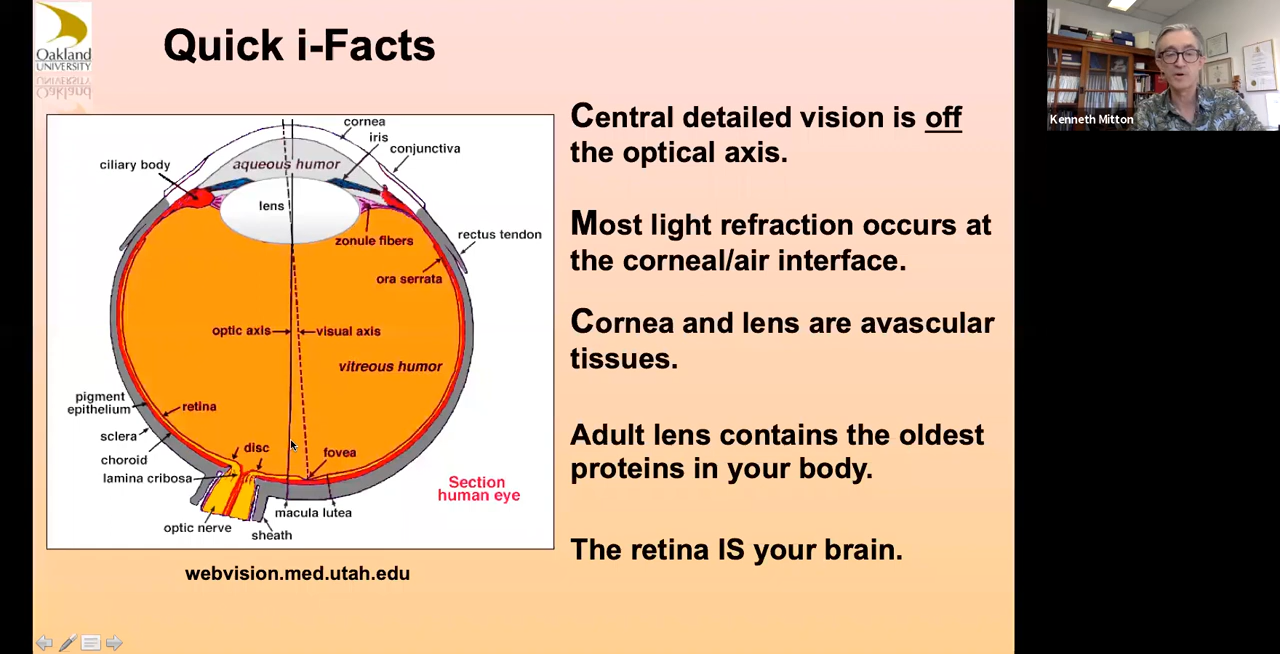 Oakland
UNIVERSITY
Quick i-Facts
cornea
iris
conjunctiva
ciliary body
aqueous humor
lens
zonule fibers
rectus tendon
ora serrata
optic axis
visual axis
vitreous humor
pigment
epithelium
retina
sclera
choroid
disc
fovea
lamina cribosa
Section
human eye
macula lutea
optic nerve
sheath
webvision.med.utah.edu
Central detailed vision is off
the optical axis.
Most light refraction occurs at
the corneal/air interface.
Cornea and lens are avascular
tissues.
Adult lens contains the oldest
proteins in your body.
The retina IS your brain.
Kenneth Mitton